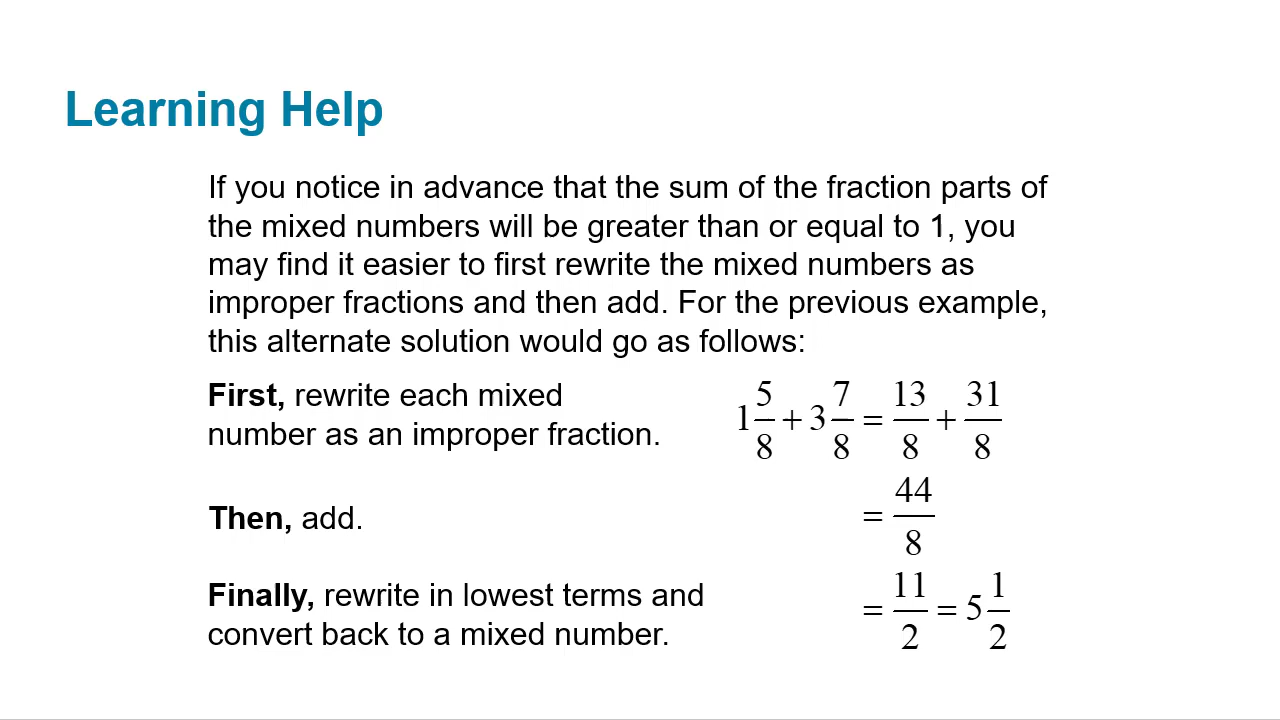 Learning Help
If you notice in advance that the sum of the fraction parts of
the mixed numbers will be greater than or equal to 1, you
may find it easier to first rewrite the mixed numbers as
improper fractions and then add. For the previous example,
this alternate solution would go as follows:
First, rewrite each mixed
number as an improper fraction.
1 5/8 + 3 7/8 = 13/8 + 31/8
Then, add.
= 44/8
Finally, rewrite in lowest terms and
convert back to a mixed number.
= 11/2 = 5 1/2